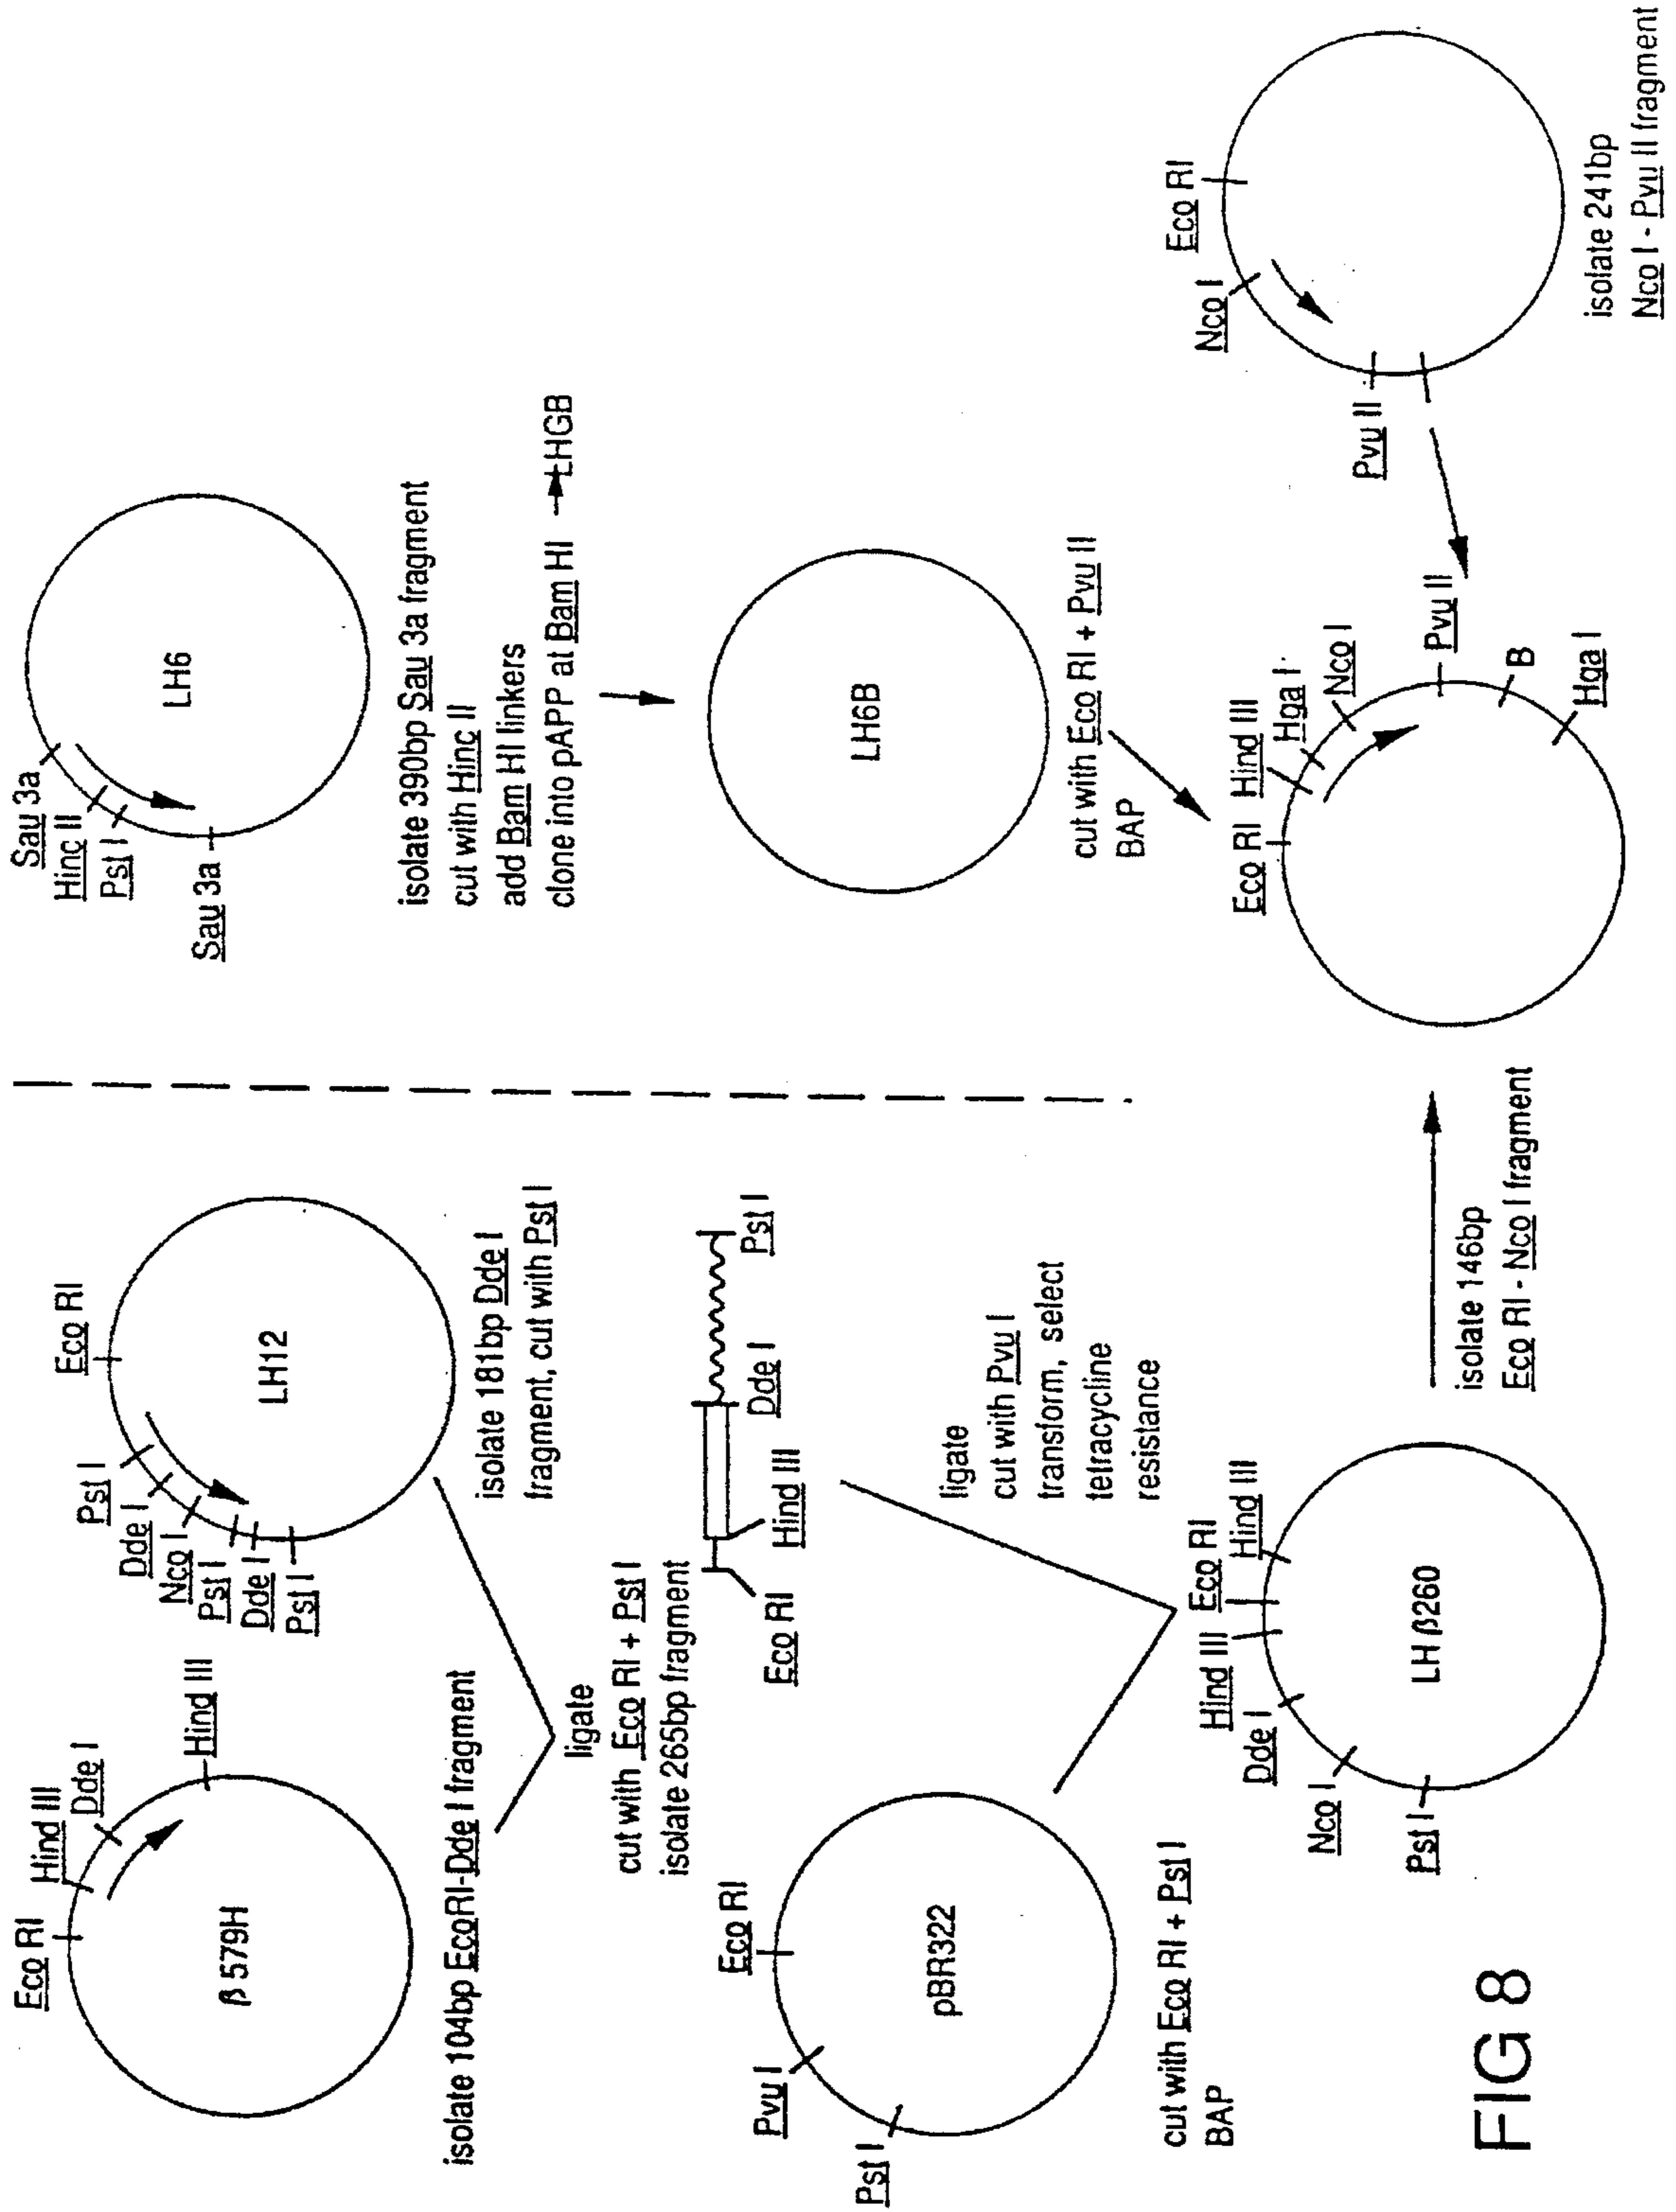 Eco RI
Hind III
Dde I
Hind III
β 579H
isolate 104bp EcoRI-Dde I fragment
Eco RI
Pst I
Dde I
Nco I
Pst I
Dde I
Pst I
LH12
isolate 181bp Dde I
fragment, cut with Pst I
ligate
cut with Eco RI + Pst I
isolate 265bp fragment
Eco RI
Hind III
Dde I
Pst I
Eco RI
Pvu I
Pst I
pBR322
cut with Eco RI + Pst I
BAP
ligate
cut with Pvu I
transform, select
tetracycline
resistance
Hind III
Eco RI
Hind III
Dde I
Nco I
Pst I
LH β260
isolate 146bp
Eco RI - Nco I fragment
Sau 3a
Hinc II
Pst I
Sau 3a
LH6
isolate 390bp Sau 3a fragment
cut with Hinc II
add Bam HI linkers
clone into pAPP at Bam HI → LHGB
LH6B
cut with Eco RI + Pvu II
BAP
Eco RI
Hind III
Hga I
Nco I
Pvu II
B
Hga I
Eco RI
Nco I
Pvu II
isolate 241bp
Nco I - Pvu II fragment
FIG 8